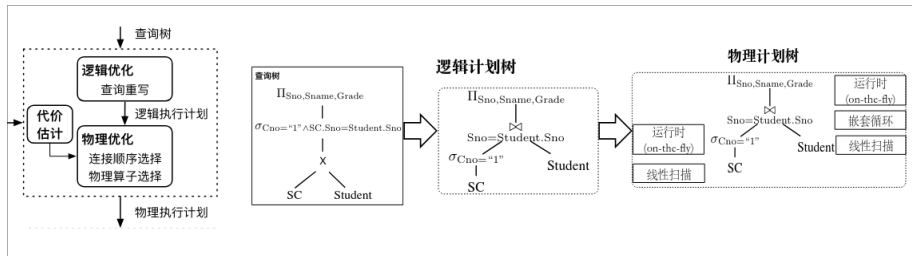 查询树
逻辑优化
查询重写
逻辑执行计划
代价
估计
物理优化
连接顺序选择
物理算子选择
物理执行计划
查询树
ΠSno,Sname,Grade
σCno=“1”∧SC.Sno=Student.Sno
X
SC
Student
逻辑计划树
ΠSno,Sname,Grade
⋈
Sno=Student.Sno
σCno=“1”
Student
SC
物理计划树
ΠSno,Sname,Grade
运行时
(on-the-fly)
⋈
Sno=Student.Sno
嵌套循环
运行时
(on-the-fly)
σCno=“1”
Student
线性扫描
SC
线性扫描